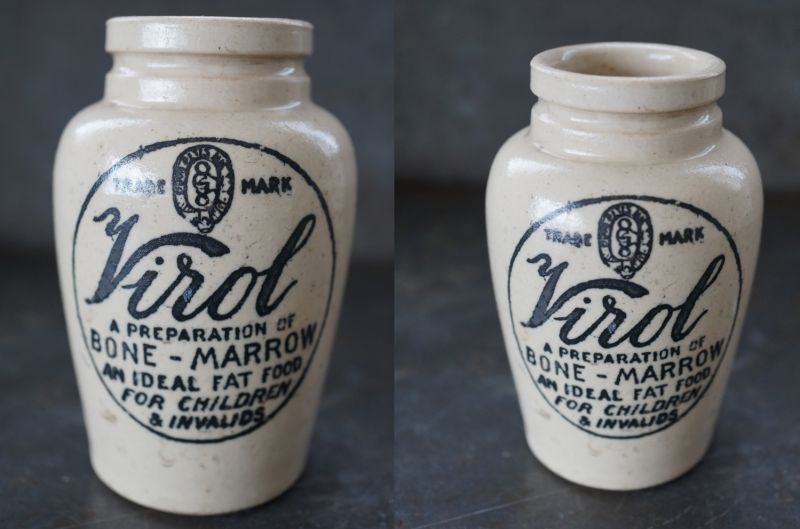 TRADE MARK
Virol
A PREPARATION OF
BONE-MARROW
AN IDEAL FAT FOOD
FOR CHILDREN
& INVALIDS
TRADE MARK
Virol
A PREPARATION OF
BONE-MARROW
AN IDEAL FAT FOOD
FOR CHILDREN
& INVALIDS